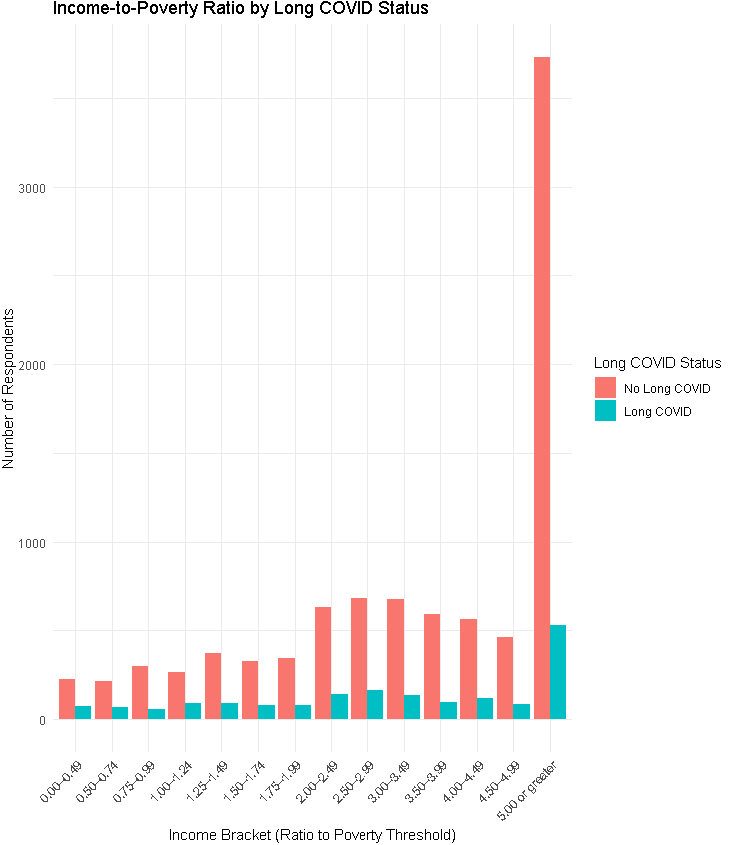 Income-to-Poverty Ratio by Long COVID Status
Number of Respondents
3000
2000
1000
0
0.00–0.49
0.50–0.74
0.75–0.99
1.00–1.24
1.25–1.49
1.50–1.74
1.75–1.99
2.00–2.49
2.50–2.99
3.00–3.49
3.50–3.99
4.00–4.49
4.50–4.99
5.00 or greater
Income Bracket (Ratio to Poverty Threshold)
Long COVID Status
No Long COVID
Long COVID